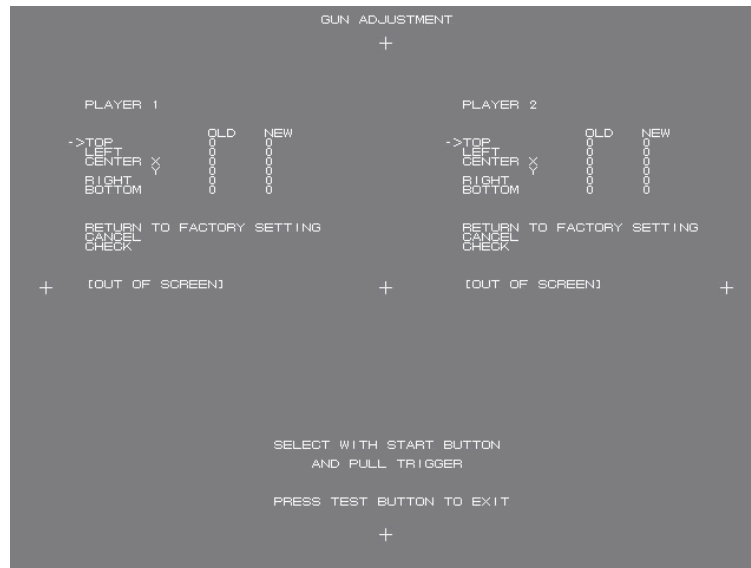 GUN ADJUSTMENT
PLAYER 1
OLD NEW
->TOP 0 0
LEFT 0 0
CENTER X 0 0
Y 0 0
RIGHT 0 0
BOTTOM 0 0
RETURN TO FACTORY SETTING
CANCEL
CHECK
[OUT OF SCREEN]
PLAYER 2
OLD NEW
->TOP 0 0
LEFT 0 0
CENTER X 0 0
Y 0 0
RIGHT 0 0
BOTTOM 0 0
RETURN TO FACTORY SETTING
CANCEL
CHECK
[OUT OF SCREEN]
SELECT WITH START BUTTON
AND PULL TRIGGER
PRESS TEST BUTTON TO EXIT